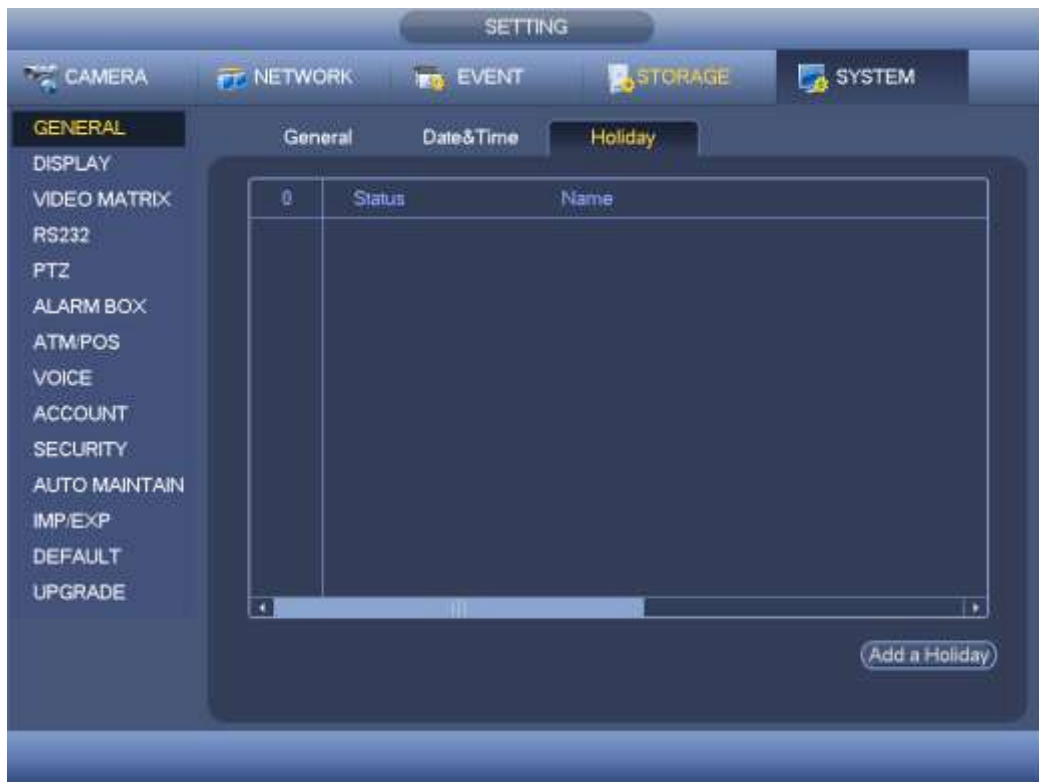 SETTING
CAMERA NETWORK EVENT STORAGE SYSTEM
GENERAL
General Date&Time Holiday
DISPLAY
VIDEO MATRIX
0 Status Name
RS232
PTZ
ALARM BOX
ATM/POS
VOICE
ACCOUNT
SECURITY
AUTO MAINTAIN
IMP/EXP
DEFAULT
UPGRADE
Add a Holiday